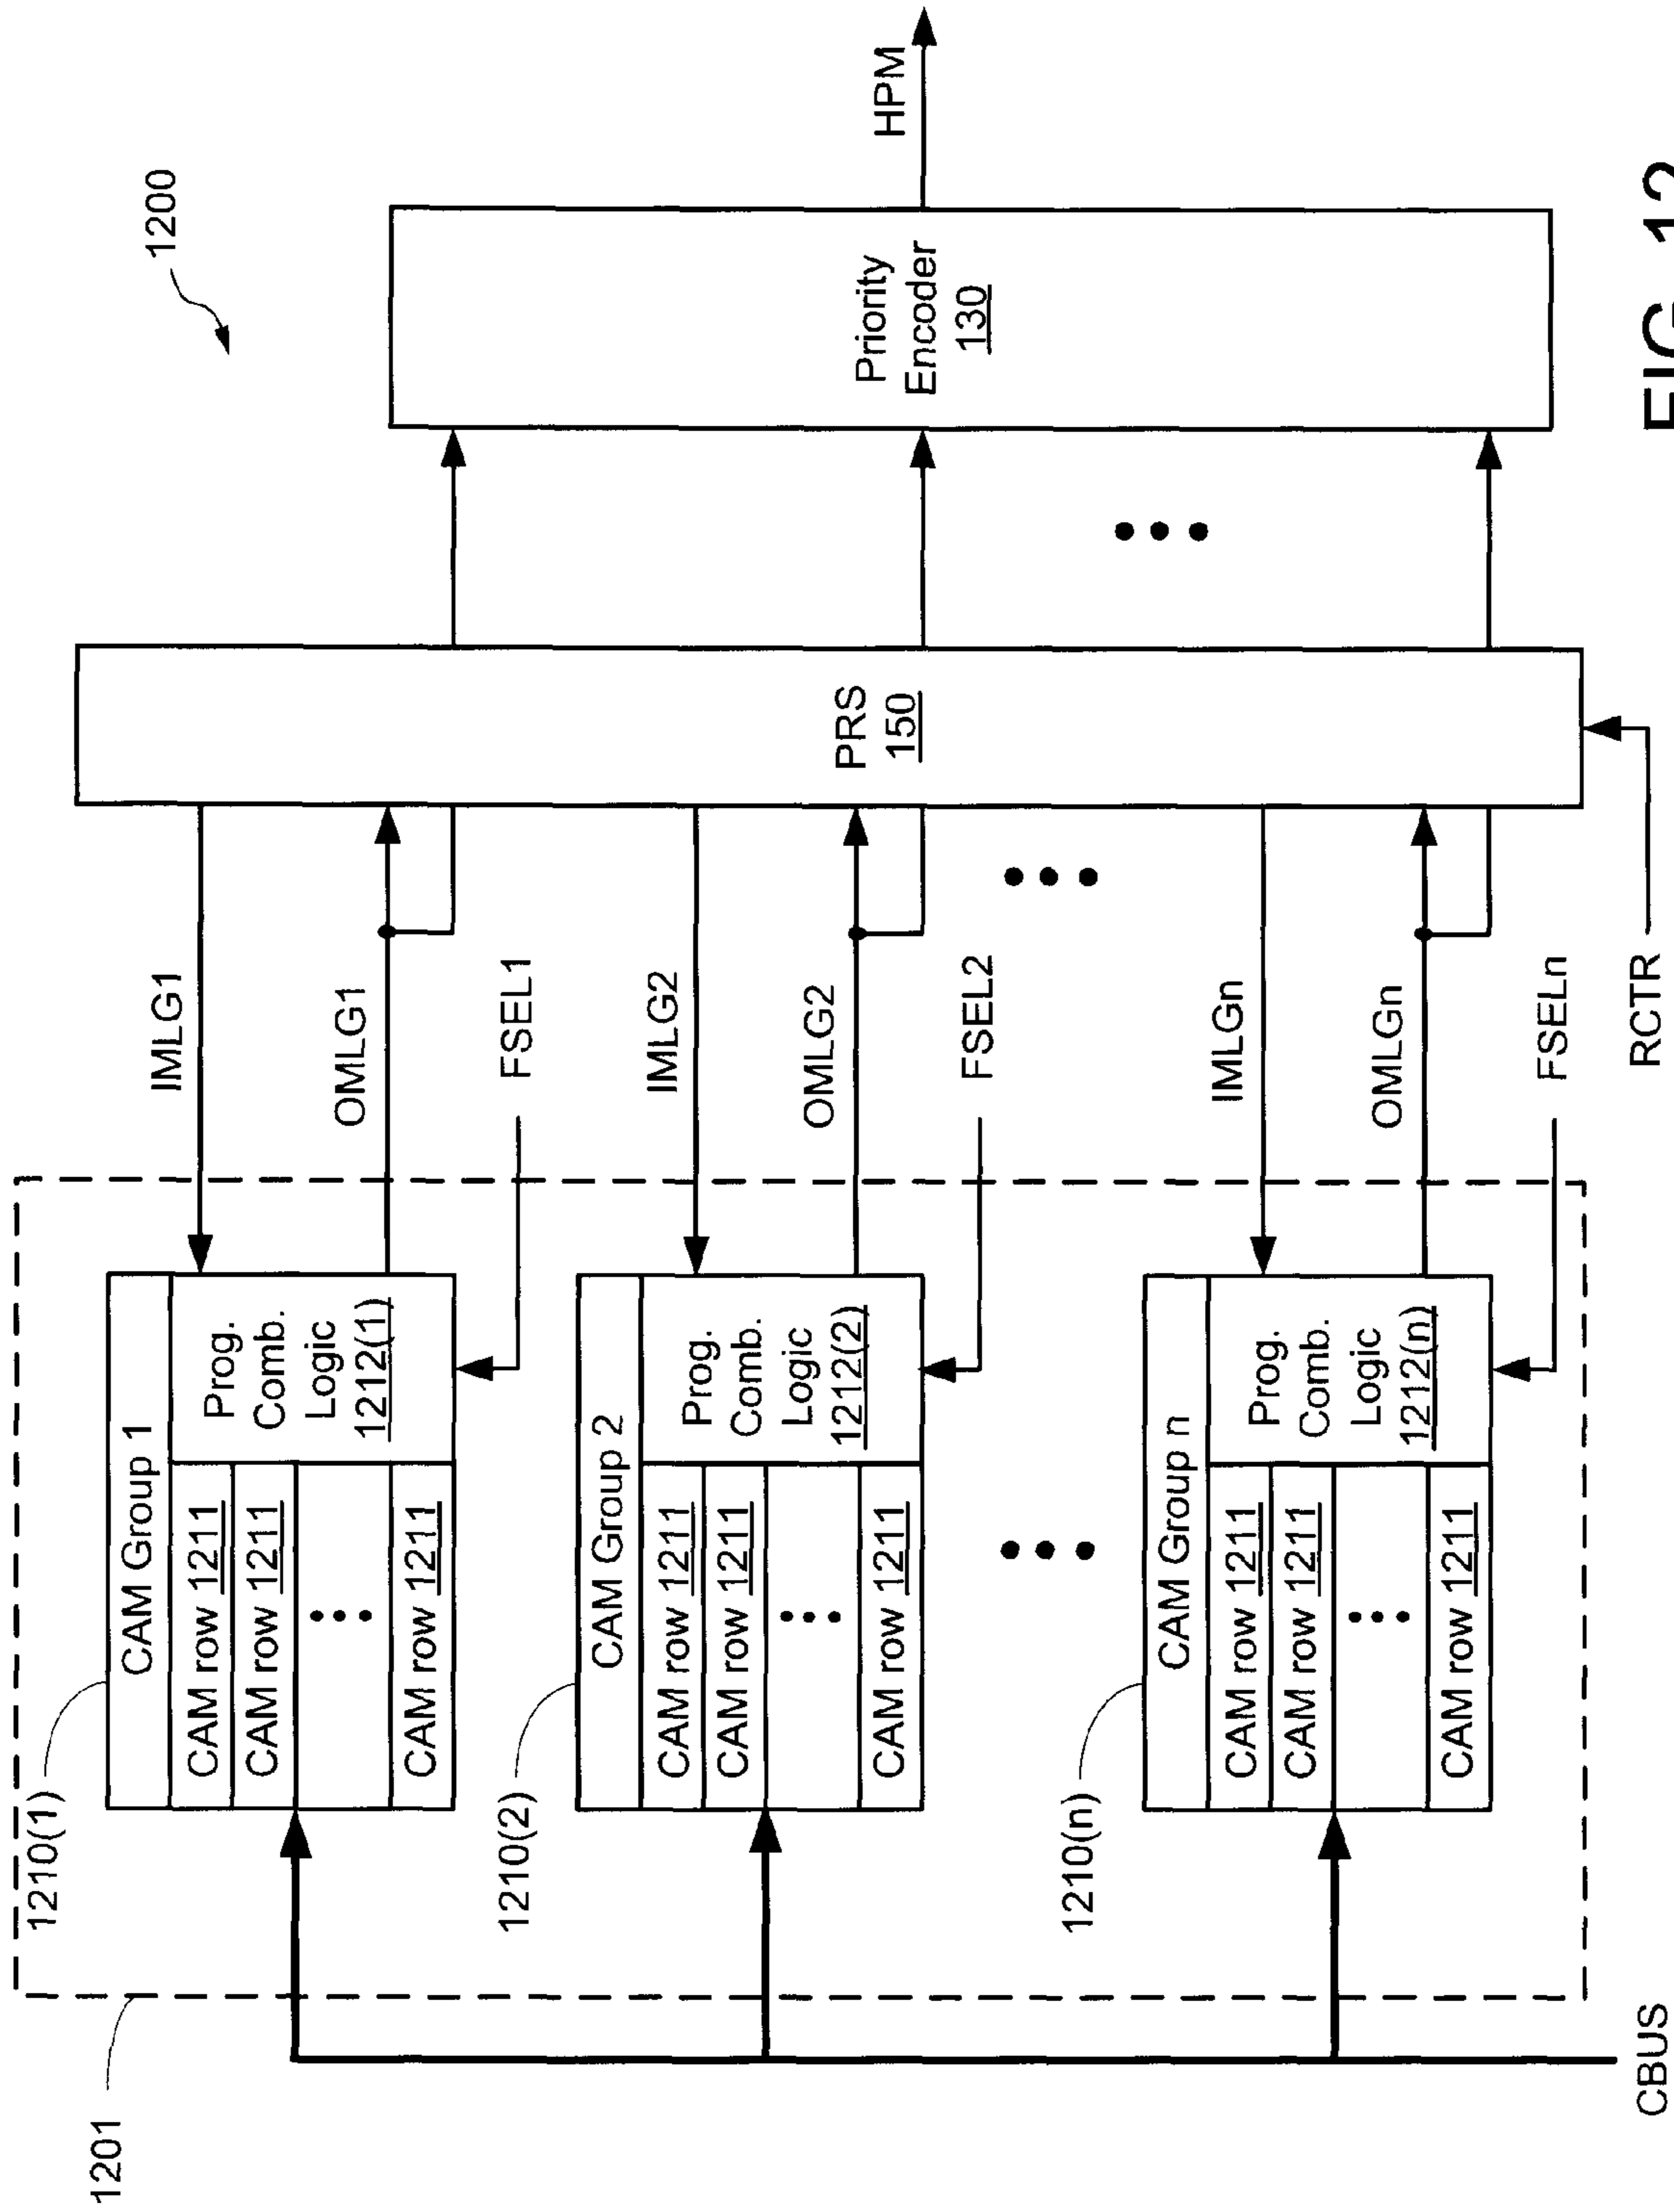 1200
1201
1210(1)
CAM Group 1
CAM row 1211
CAM row 1211
CAM row 1211
Prog.
Comb.
Logic
1212(1)
IMLG1
OMLG1
FSEL1
1210(2)
CAM Group 2
CAM row 1211
CAM row 1211
CAM row 1211
Prog.
Comb.
Logic
1212(2)
IMLG2
OMLG2
FSEL2
1210(n)
CAM Group n
CAM row 1211
CAM row 1211
CAM row 1211
Prog.
Comb.
Logic
1212(n)
IMLGn
OMLGn
FSELn
PRS
150
Priority
Encoder
130
HPM
RCTR
CBUS
FIG. 12